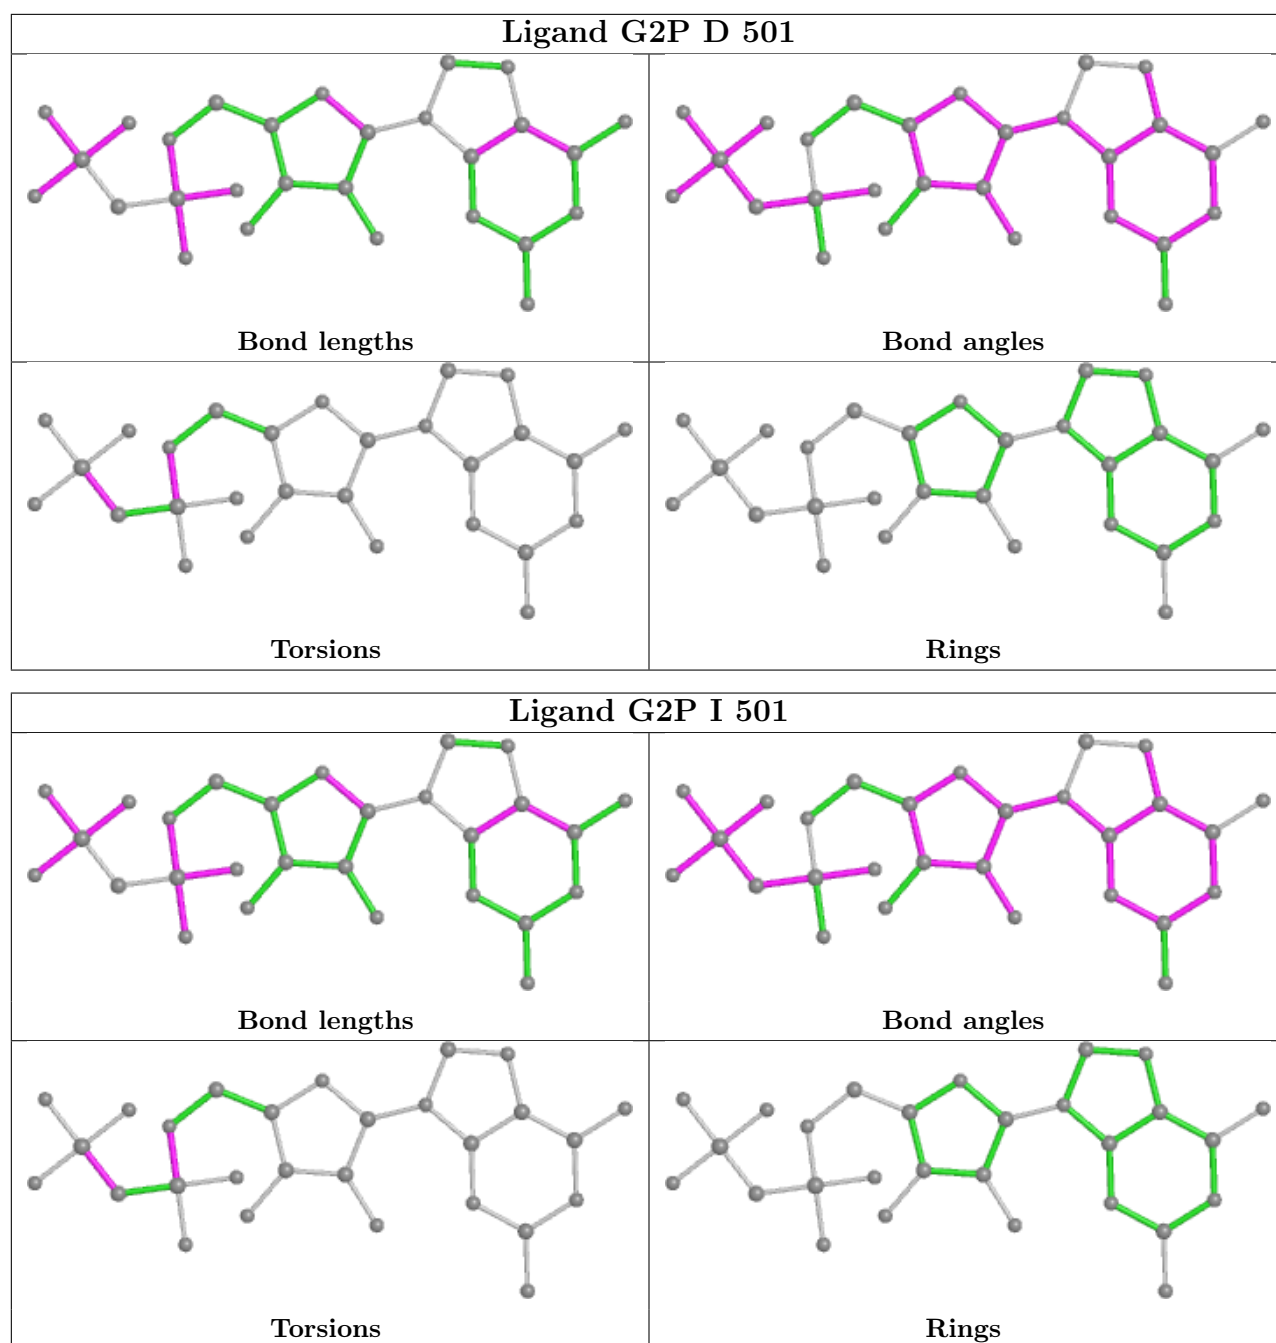 Ligand G2P D 501
Bond lengths
Bond angles
Torsions
Rings
Ligand G2P I 501
Bond lengths
Bond angles
Torsions
Rings